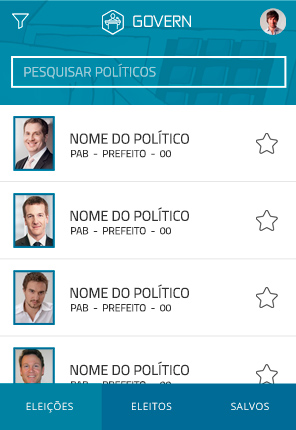 GOVERN
PESQUISAR POLÍTICOS
NOME DO POLÍTICO
PAB - PREFEITO - 00
NOME DO POLÍTICO
PAB - PREFEITO - 00
NOME DO POLÍTICO
PAB - PREFEITO - 00
NOME DO POLÍTICO
PAB - PREFEITO - 00
ELEIÇÕES ELEITOS SALVOS